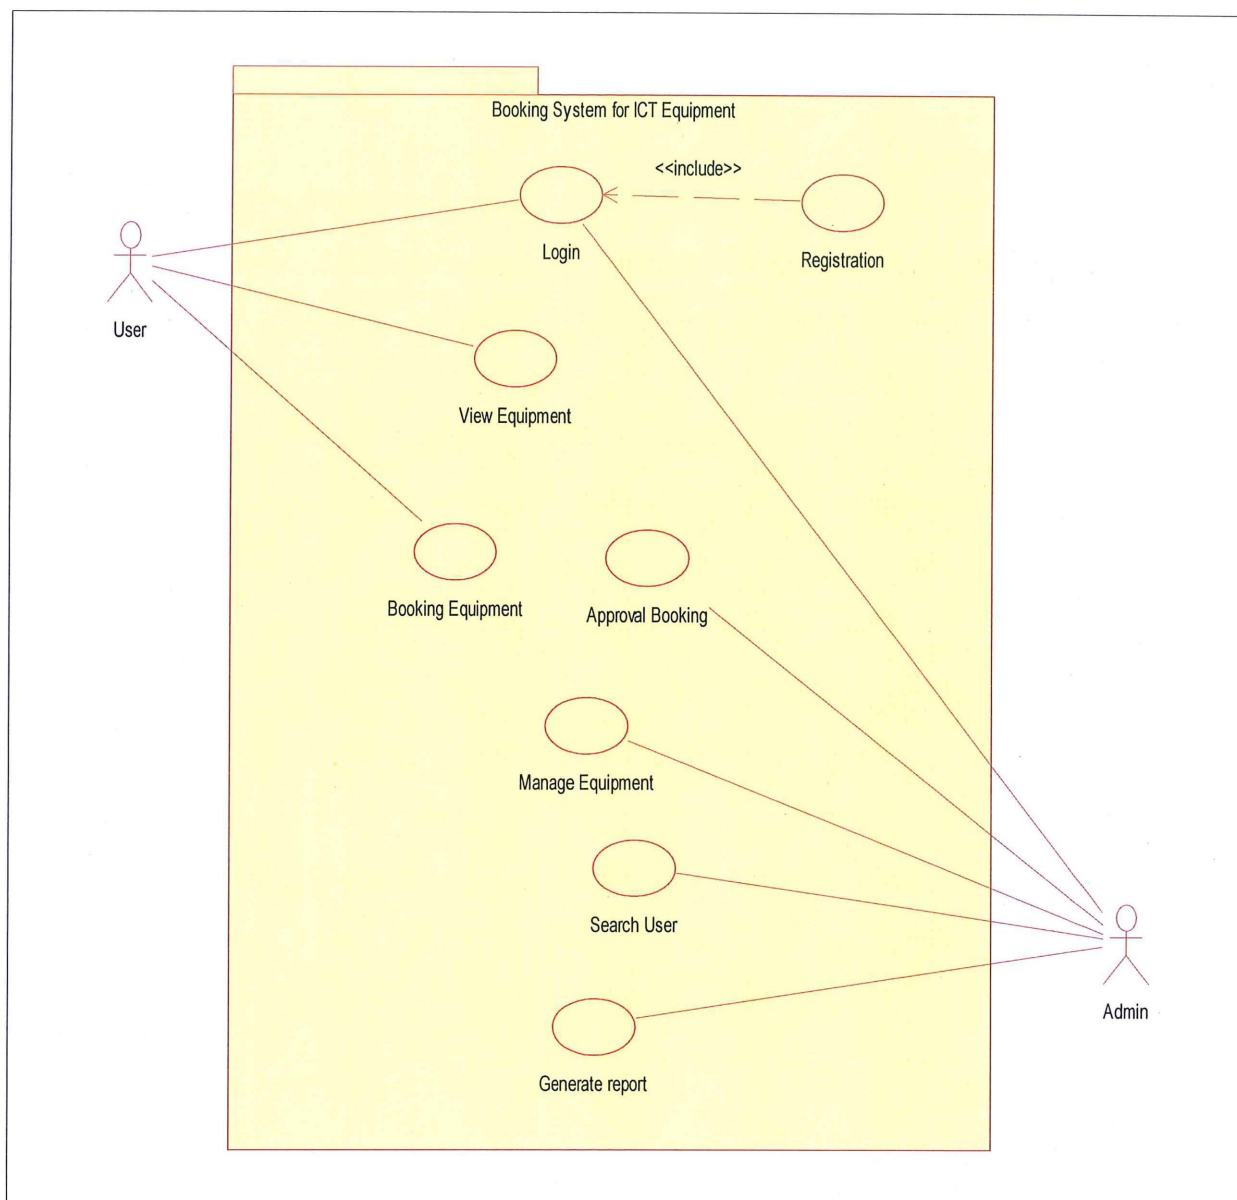 Booking System for ICT Equipment
<<include>>
Login
Registration
User
View Equipment
Booking Equipment
Approval Booking
Manage Equipment
Search User
Admin
Generate report